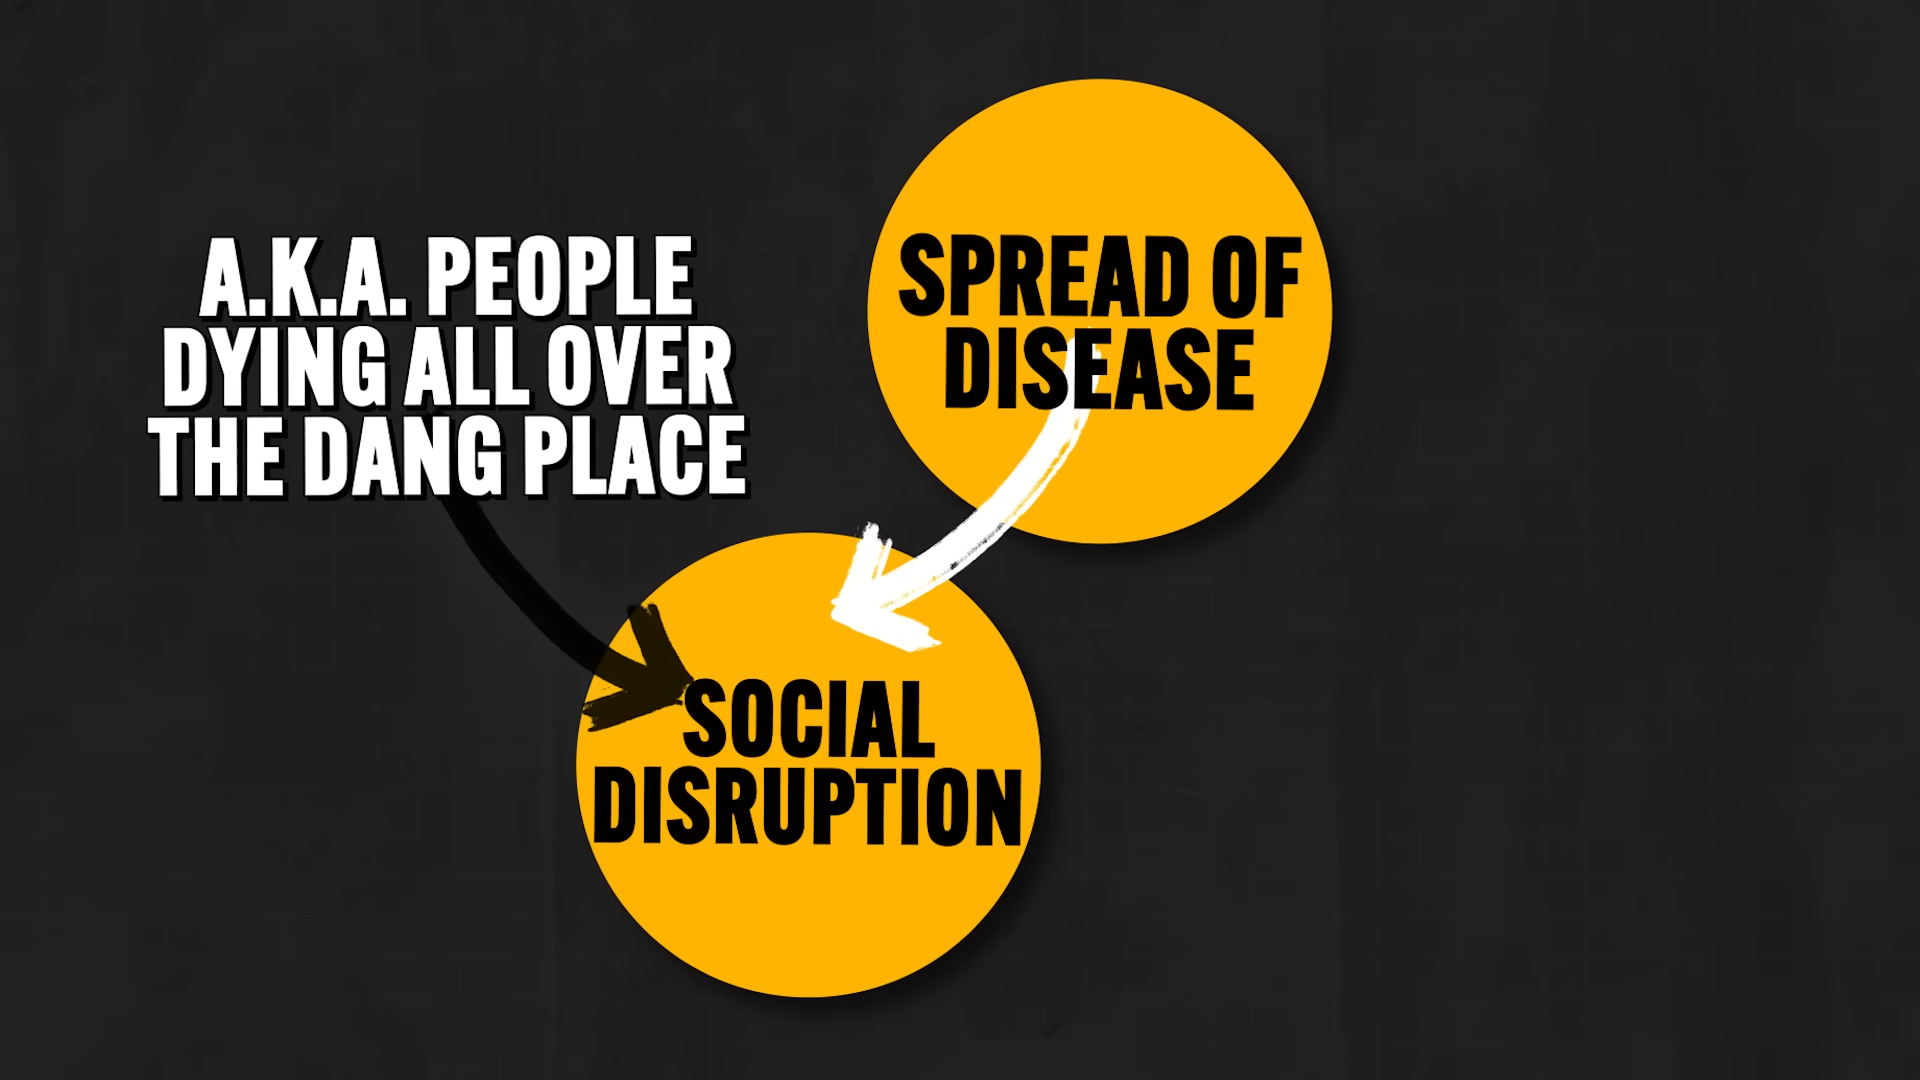 A.K.A. PEOPLE
DYING ALL OVER
THE DANG PLACE
SPREAD OF
DISEASE
SOCIAL
DISRUPTION